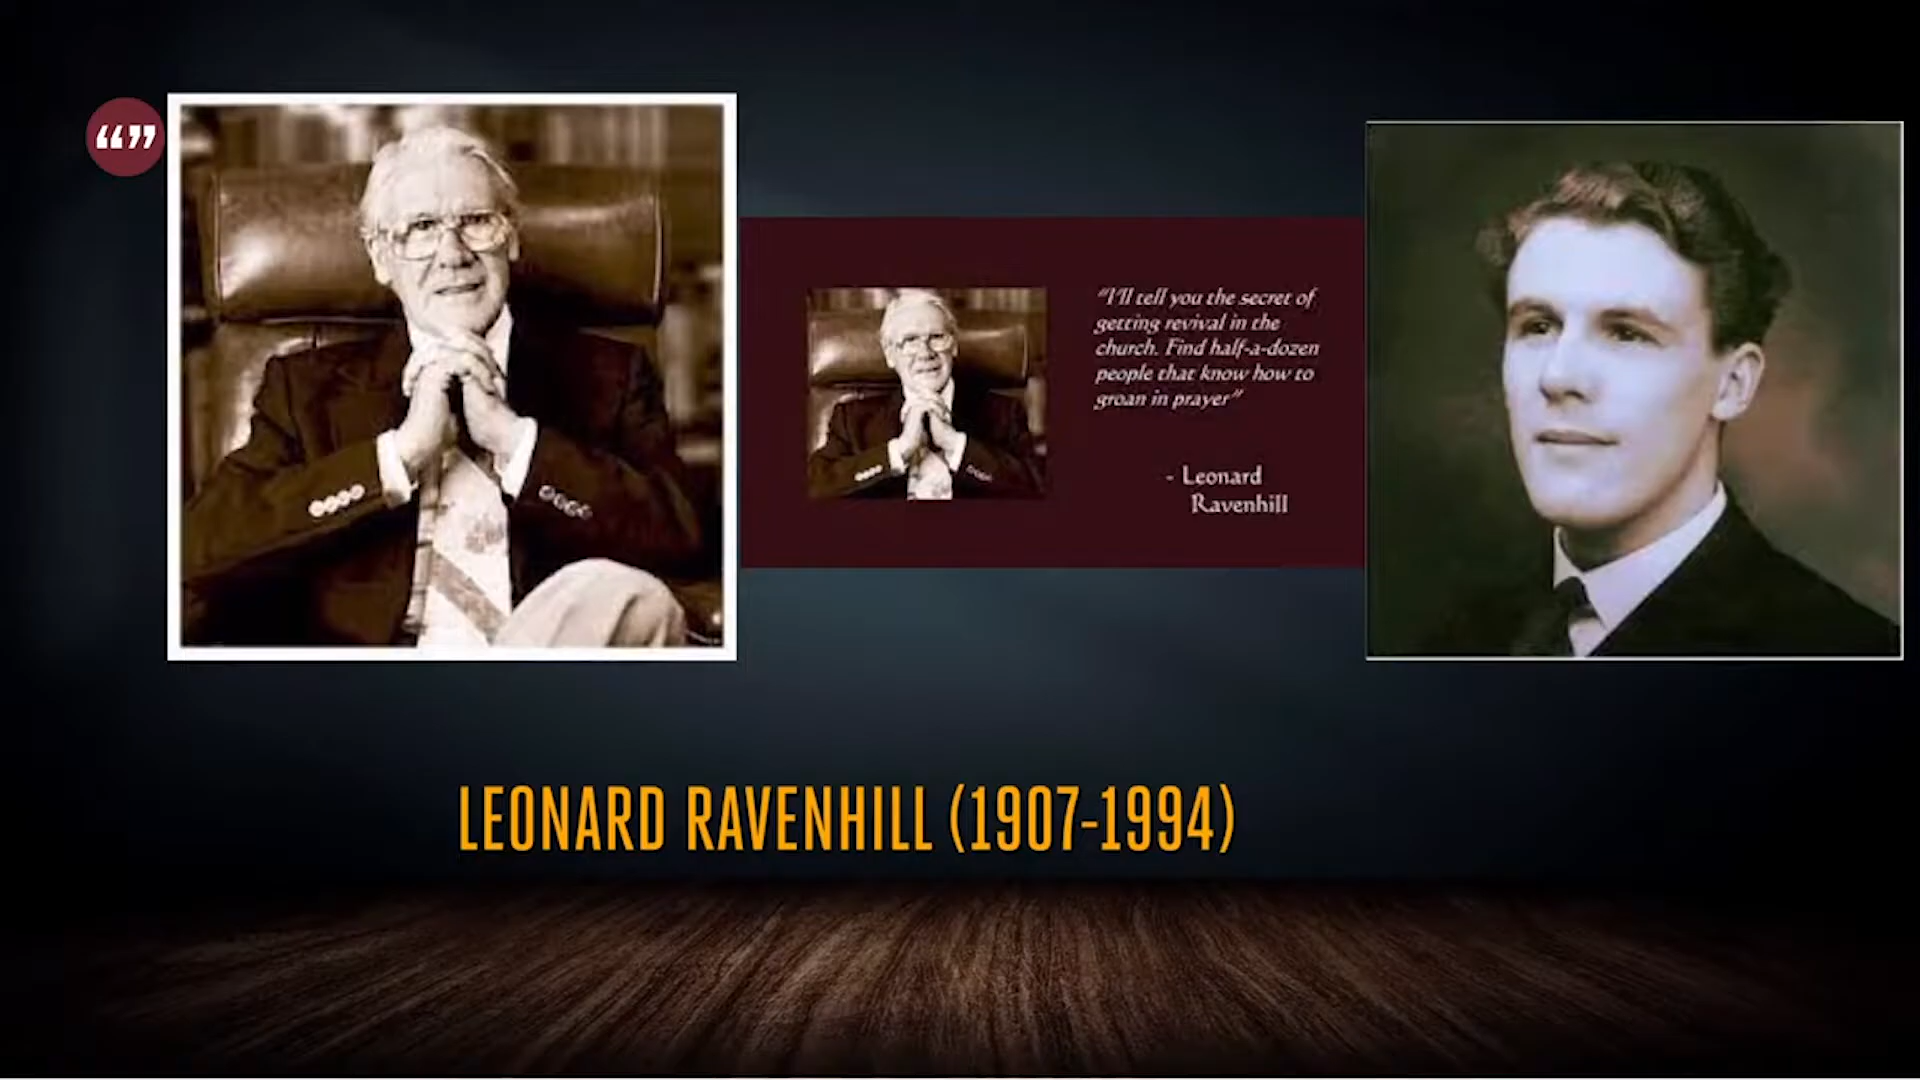 “”
“I'll tell you the secret of
getting revival in the
church. Find half-a-dozen
people that know how to
groan in prayer”
- Leonard
Ravenhill
LEONARD RAVENHILL (1907-1994)